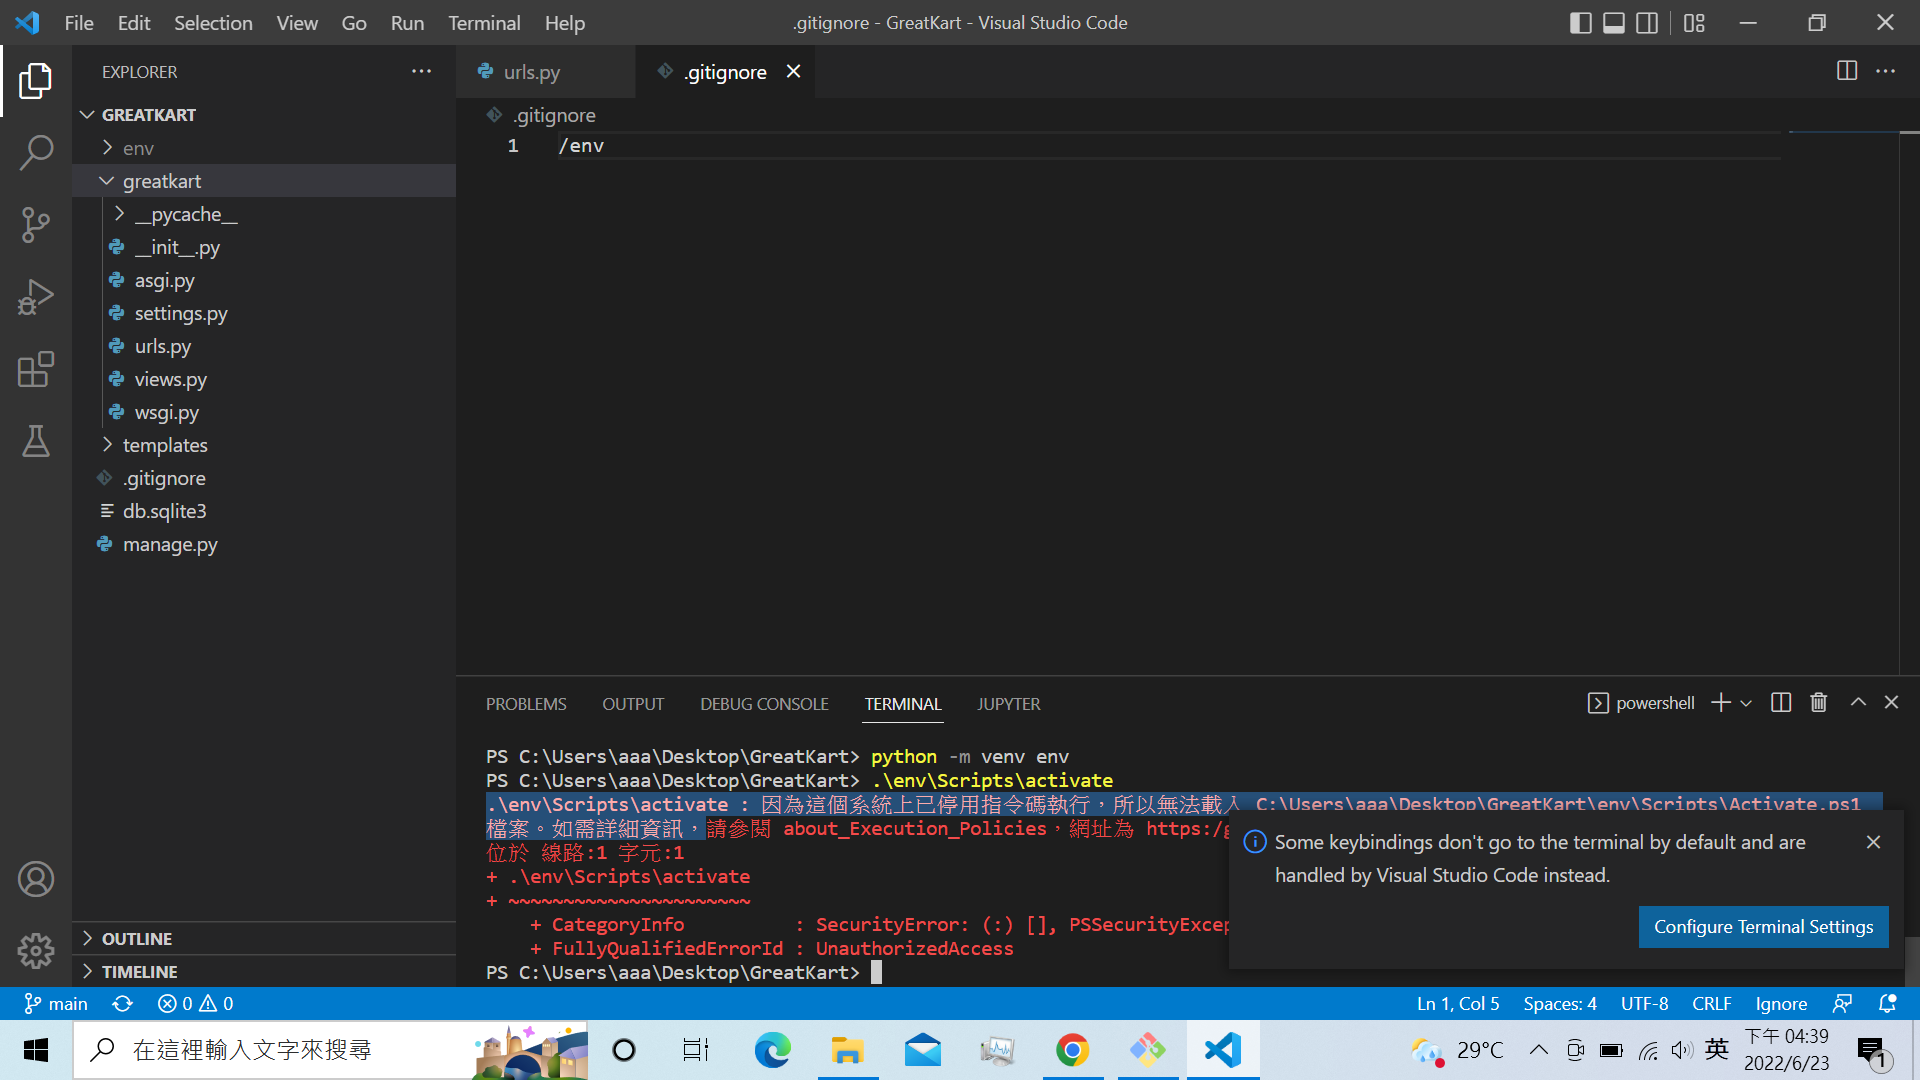 File Edit Selection View Go Run Terminal Help
.gitignore - GreatKart - Visual Studio Code
EXPLORER
GREATKART
env
greatkart
__pycache__
__init__.py
asgi.py
settings.py
urls.py
views.py
wsgi.py
templates
.gitignore
db.sqlite3
manage.py
OUTLINE
TIMELINE
urls.py
.gitignore
.gitignore
1 /env
PROBLEMS OUTPUT DEBUG CONSOLE TERMINAL JUPYTER
powershell
PS C:\Users\aaa\Desktop\GreatKart> python -m venv env
PS C:\Users\aaa\Desktop\GreatKart> .\env\Scripts\activate
.\env\Scripts\activate : 因為這個系統上已停用指令碼執行，所以無法載入 C:\Users\aaa\Desktop\GreatKart\env\Scripts\Activate.ps1
檔案。如需詳細資訊，請參閱 about_Execution_Policies，網址為 https:/
位於 線路:1 字元:1
+ .\env\Scripts\activate
+ ~~~~~~~~~~~~~~~~~~~~~~
+ CategoryInfo : SecurityError: (:) [], PSSecurityExcep
+ FullyQualifiedErrorId : UnauthorizedAccess
PS C:\Users\aaa\Desktop\GreatKart>
Some keybindings don't go to the terminal by default and are
handled by Visual Studio Code instead.
Configure Terminal Settings
main
0 0
Ln 1, Col 5 Spaces: 4 UTF-8 CRLF Ignore
在這裡輸入文字來搜尋
29°C
英
下午 04:39
2022/6/23
1